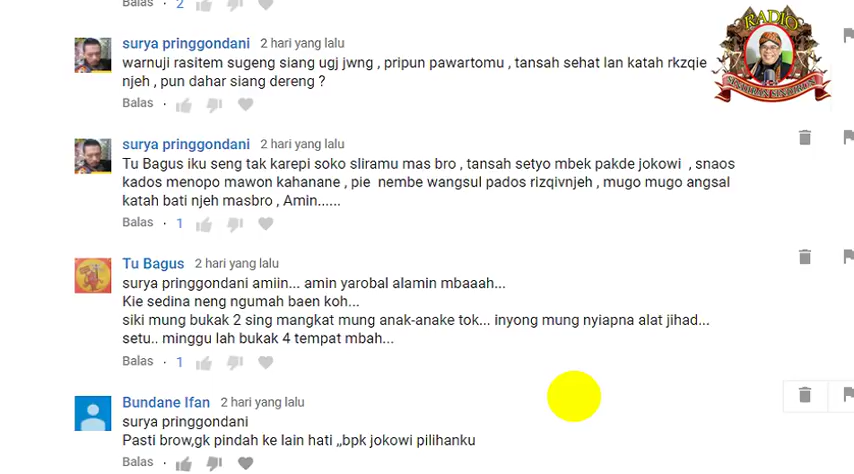 Balas · 2
RADIO
surya pringgondani 2 hari yang lalu
warnuji rasitem sugeng siang ugj jwng , pripun pawartomu , tansah sehat lan katah rkzqie
njeh , pun dahar siang dereng ?
Balas ·
surya pringgondani 2 hari yang lalu
Tu Bagus iku seng tak karepi soko sliramu mas bro , tansah setyo mbek pakde jokowi , snaos
kados menopo mawon kahanane , pie nembe wangsul pados rizqivnjeh , mugo mugo angsal
katah bati njeh masbro , Amin......
Balas · 1
Tu Bagus 2 hari yang lalu
surya pringgondani amiin... amin yarobal alamin mbaaah...
Kie sedina neng ngumah baen koh...
siki mung bukak 2 sing mangkat mung anak-anake tok... inyong mung nyiapna alat jihad...
setu.. minggu lah bukak 4 tempat mbah...
Balas · 1
Bundane Ifan 2 hari yang lalu
surya pringgondani
Pasti brow,gk pindah ke lain hati ,,bpk jokowi pilihanku
Balas ·